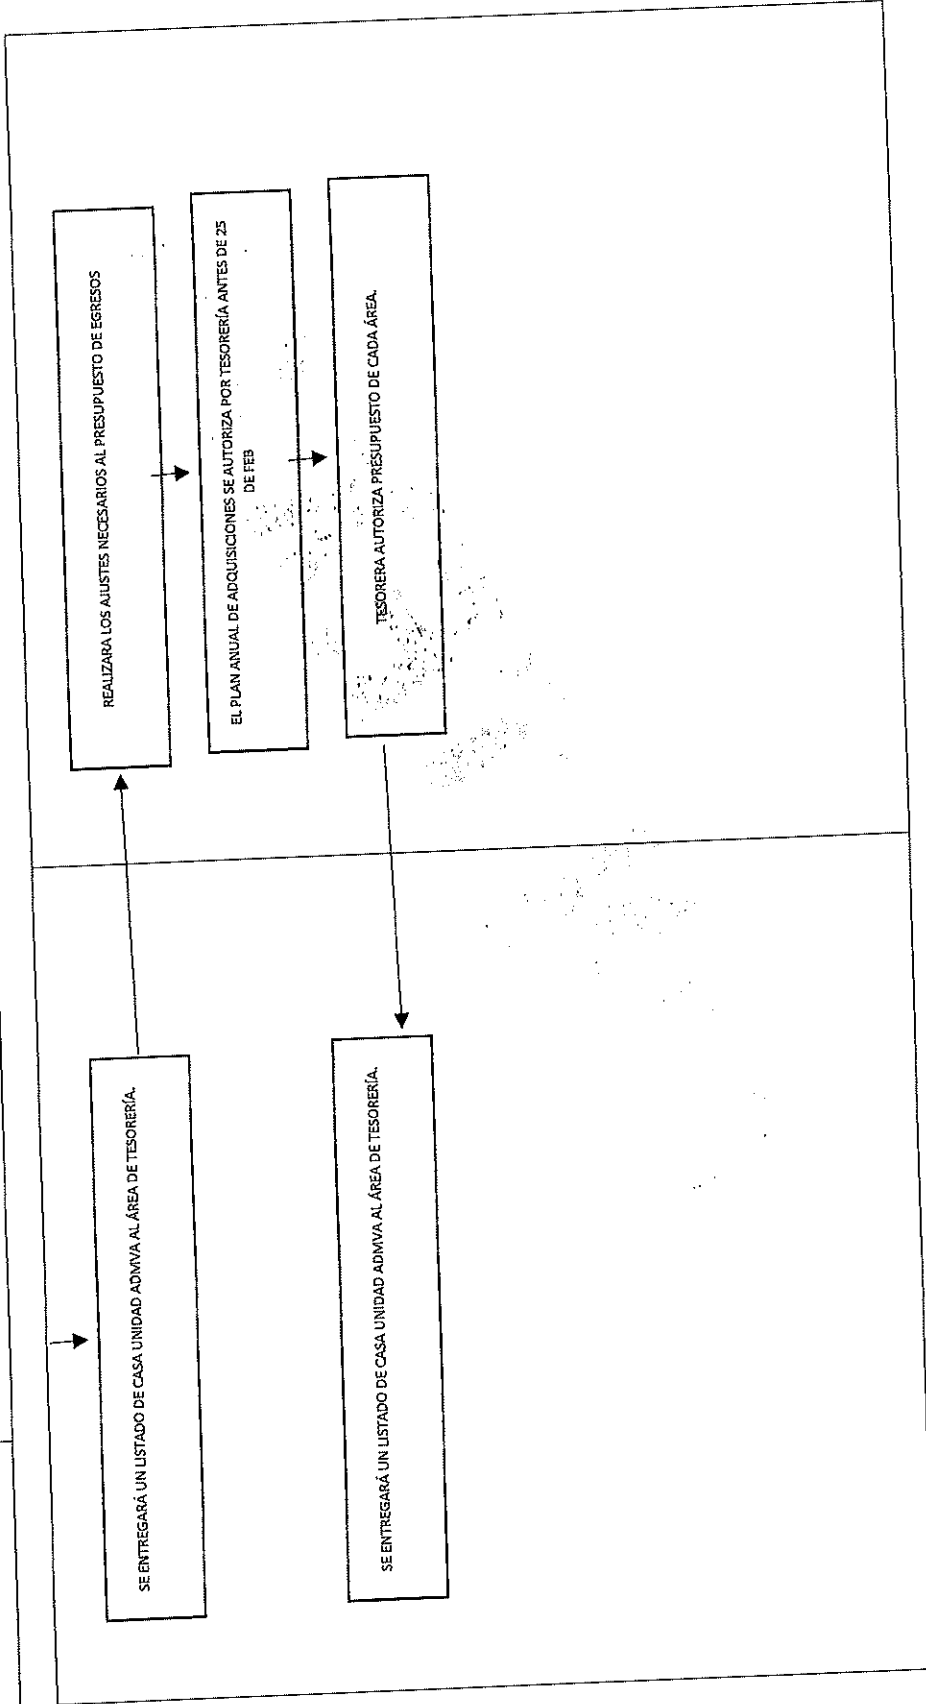 SE ENTREGARÁ UN LISTADO DE CASA UNIDAD ADMVA AL ÁREA DE TESORERÍA.
REALIZARA LOS AJUSTES NECESARIOS AL PRESUPUESTO DE EGRESOS
EL PLAN ANUAL DE ADQUISICIONES SE AUTORIZA POR TESORERÍA ANTES DE 25
DE FEB
TESORERA AUTORIZA PRESUPUESTO DE CADA ÁREA.
SE ENTREGARÁ UN LISTADO DE CASA UNIDAD ADMVA AL ÁREA DE TESORERÍA.